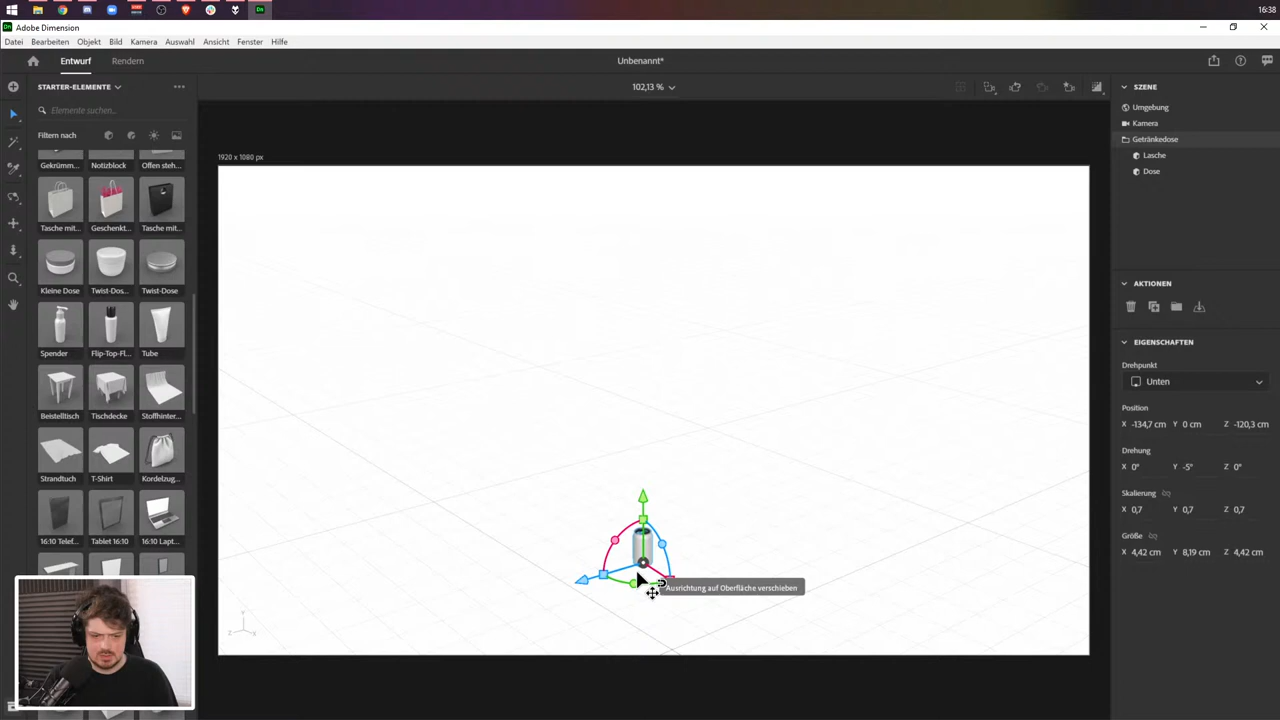 16:38
Adobe Dimension
Datei Bearbeiten Objekt Bild Kamera Auswahl Ansicht Fenster Hilfe
Entwurf Rendern
Unbenannt*
STARTER-ELEMENTE
102,13 %
Elemente suchen...
Filtern nach
Gekrümm... Notizblock Offen steh...
Tasche mit... Geschenkt... Tasche mit...
Kleine Dose Twist-Dos... Twist-Dose
Spender Flip-Top-Fl... Tube
Beistelltisch Tischdecke Stoffhinter...
Strandtuch T-Shirt Kordelzug...
16:10 Telef... Tablet 16:10 16:10 Lapt...
1920 x 1080 px
Ausrichtung auf Oberfläche verschieben
SZENE
Umgebung
Kamera
Getränkedose
Lasche
Dose
AKTIONEN
EIGENSCHAFTEN
Drehpunkt
Unten
Position
X -134,7 cm Y 0 cm Z -120,3 cm
Drehung
X 0° Y -5° Z 0°
Skalierung
X 0,7 Y 0,7 Z 0,7
Größe
X 4,42 cm Y 8,19 cm Z 4,42 cm